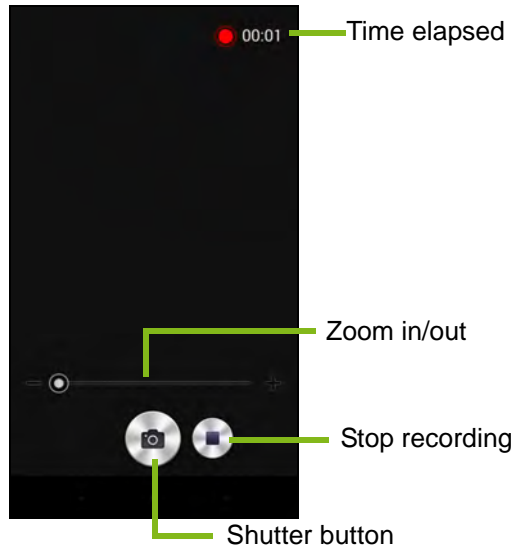 00:01 Time elapsed
Zoom in/out
Stop recording
Shutter button